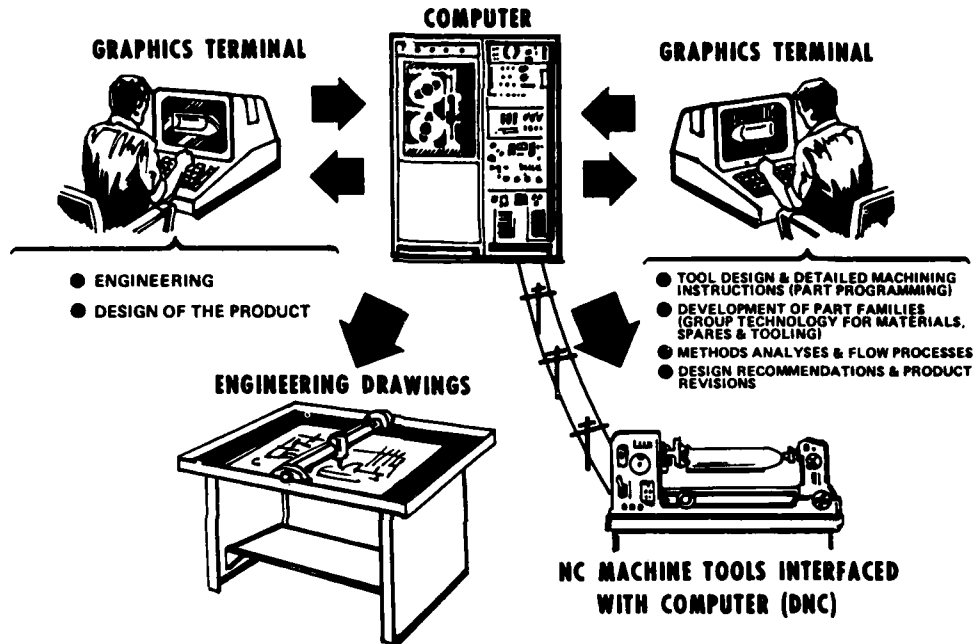 COMPUTER
GRAPHICS TERMINAL
GRAPHICS TERMINAL
● ENGINEERING
● DESIGN OF THE PRODUCT
● TOOL DESIGN & DETAILED MACHINING
INSTRUCTIONS (PART PROGRAMMING)
● DEVELOPMENT OF PART FAMILIES
(GROUP TECHNOLOGY FOR MATERIALS,
SPARES & TOOLING)
● METHODS ANALYSES & FLOW PROCESSES
● DESIGN RECOMMENDATIONS & PRODUCT
REVISIONS
ENGINEERING DRAWINGS
NC MACHINE TOOLS INTERFACED
WITH COMPUTER (DNC)